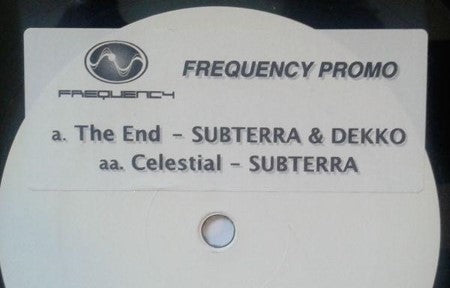 FREQUENCY PROMO
FREQUENCY
a. The End - SUBTERRA & DEKKO
aa. Celestial - SUBTERRA